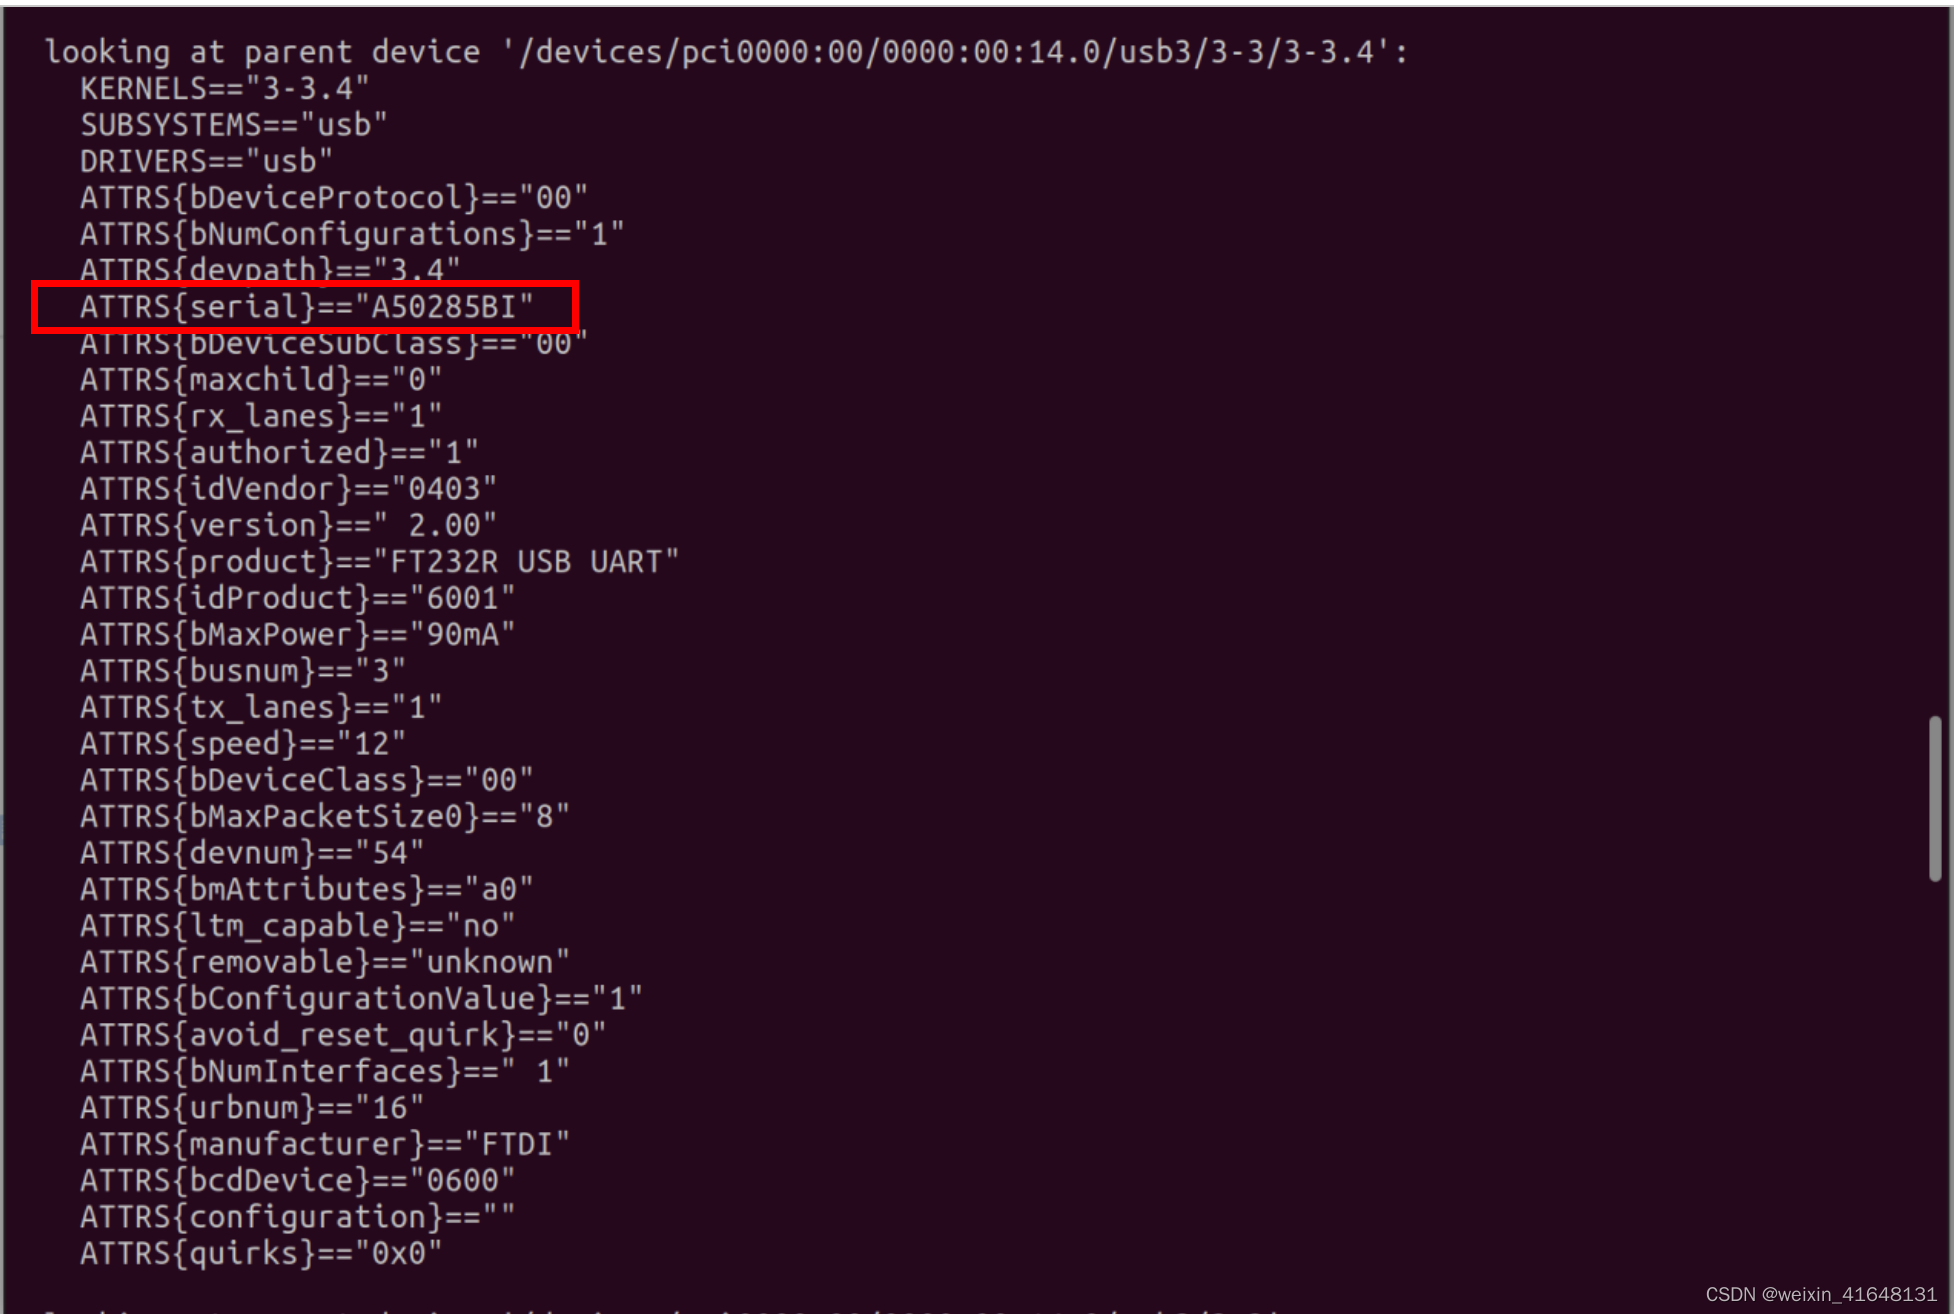 looking at parent device '/devices/pci0000:00/0000:00:14.0/usb3/3-3/3-3.4':
KERNELS=="3-3.4"
SUBSYSTEMS=="usb"
DRIVERS=="usb"
ATTRS{bDeviceProtocol}=="00"
ATTRS{bNumConfigurations}=="1"
ATTRS{devpath}=="3.4"
ATTRS{serial}=="A50285BI"
ATTRS{bDeviceSubClass}=="00"
ATTRS{maxchild}=="0"
ATTRS{rx_lanes}=="1"
ATTRS{authorized}=="1"
ATTRS{idVendor}=="0403"
ATTRS{version}==" 2.00"
ATTRS{product}=="FT232R USB UART"
ATTRS{idProduct}=="6001"
ATTRS{bMaxPower}=="90mA"
ATTRS{busnum}=="3"
ATTRS{tx_lanes}=="1"
ATTRS{speed}=="12"
ATTRS{bDeviceClass}=="00"
ATTRS{bMaxPacketSize0}=="8"
ATTRS{devnum}=="54"
ATTRS{bmAttributes}=="a0"
ATTRS{ltm_capable}=="no"
ATTRS{removable}=="unknown"
ATTRS{bConfigurationValue}=="1"
ATTRS{avoid_reset_quirk}=="0"
ATTRS{bNumInterfaces}==" 1"
ATTRS{urbnum}=="16"
ATTRS{manufacturer}=="FTDI"
ATTRS{bcdDevice}=="0600"
ATTRS{configuration}==""
ATTRS{quirks}=="0x0"
CSDN @weixin_41648131